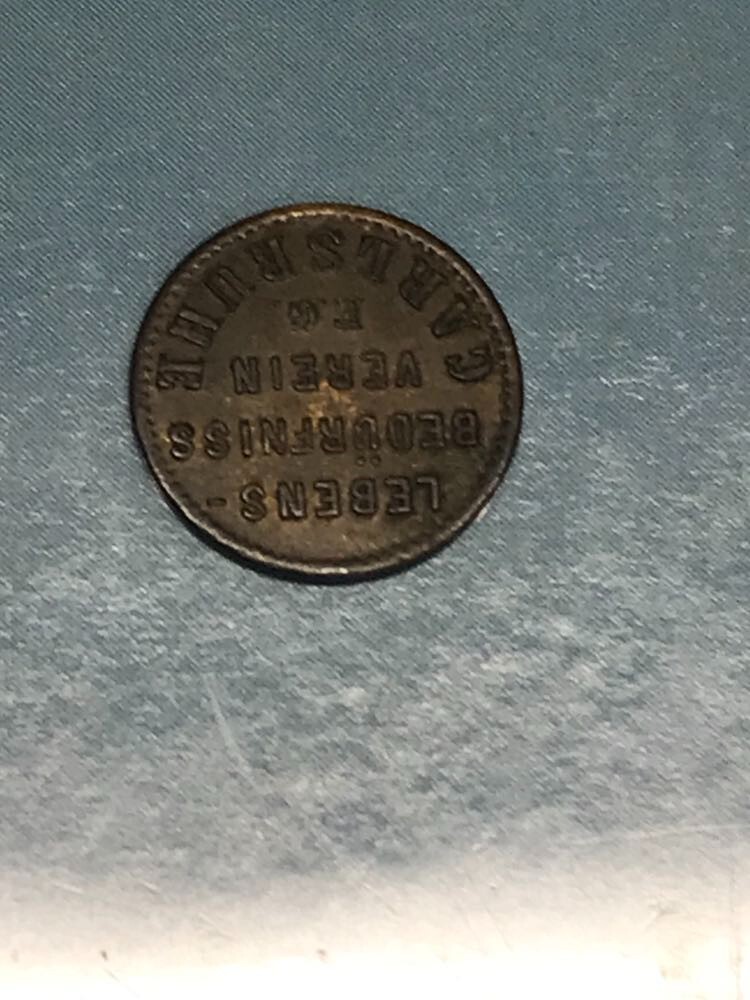 LEBENS-
BEDÜRFNISS
VEREIN
E.G.
CARLSRUHE